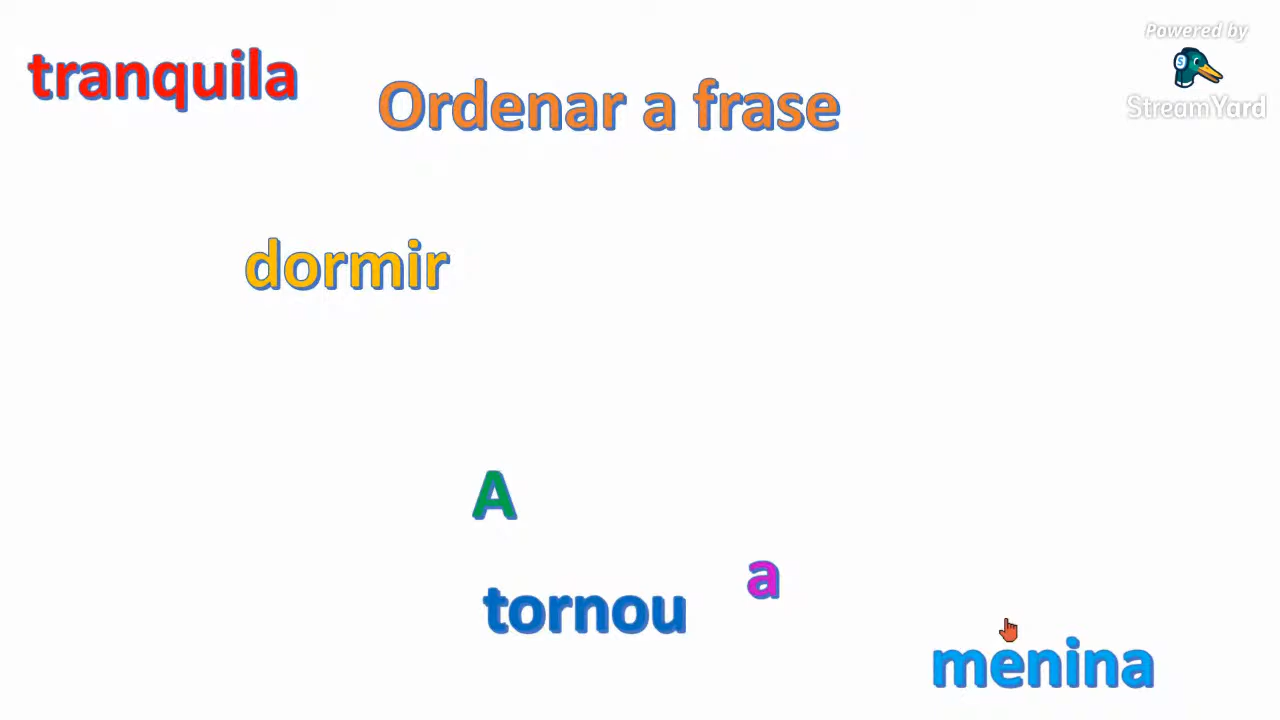 tranquila
Ordenar a frase
Powered by
StreamYard
dormir
A
a
tornou
menina